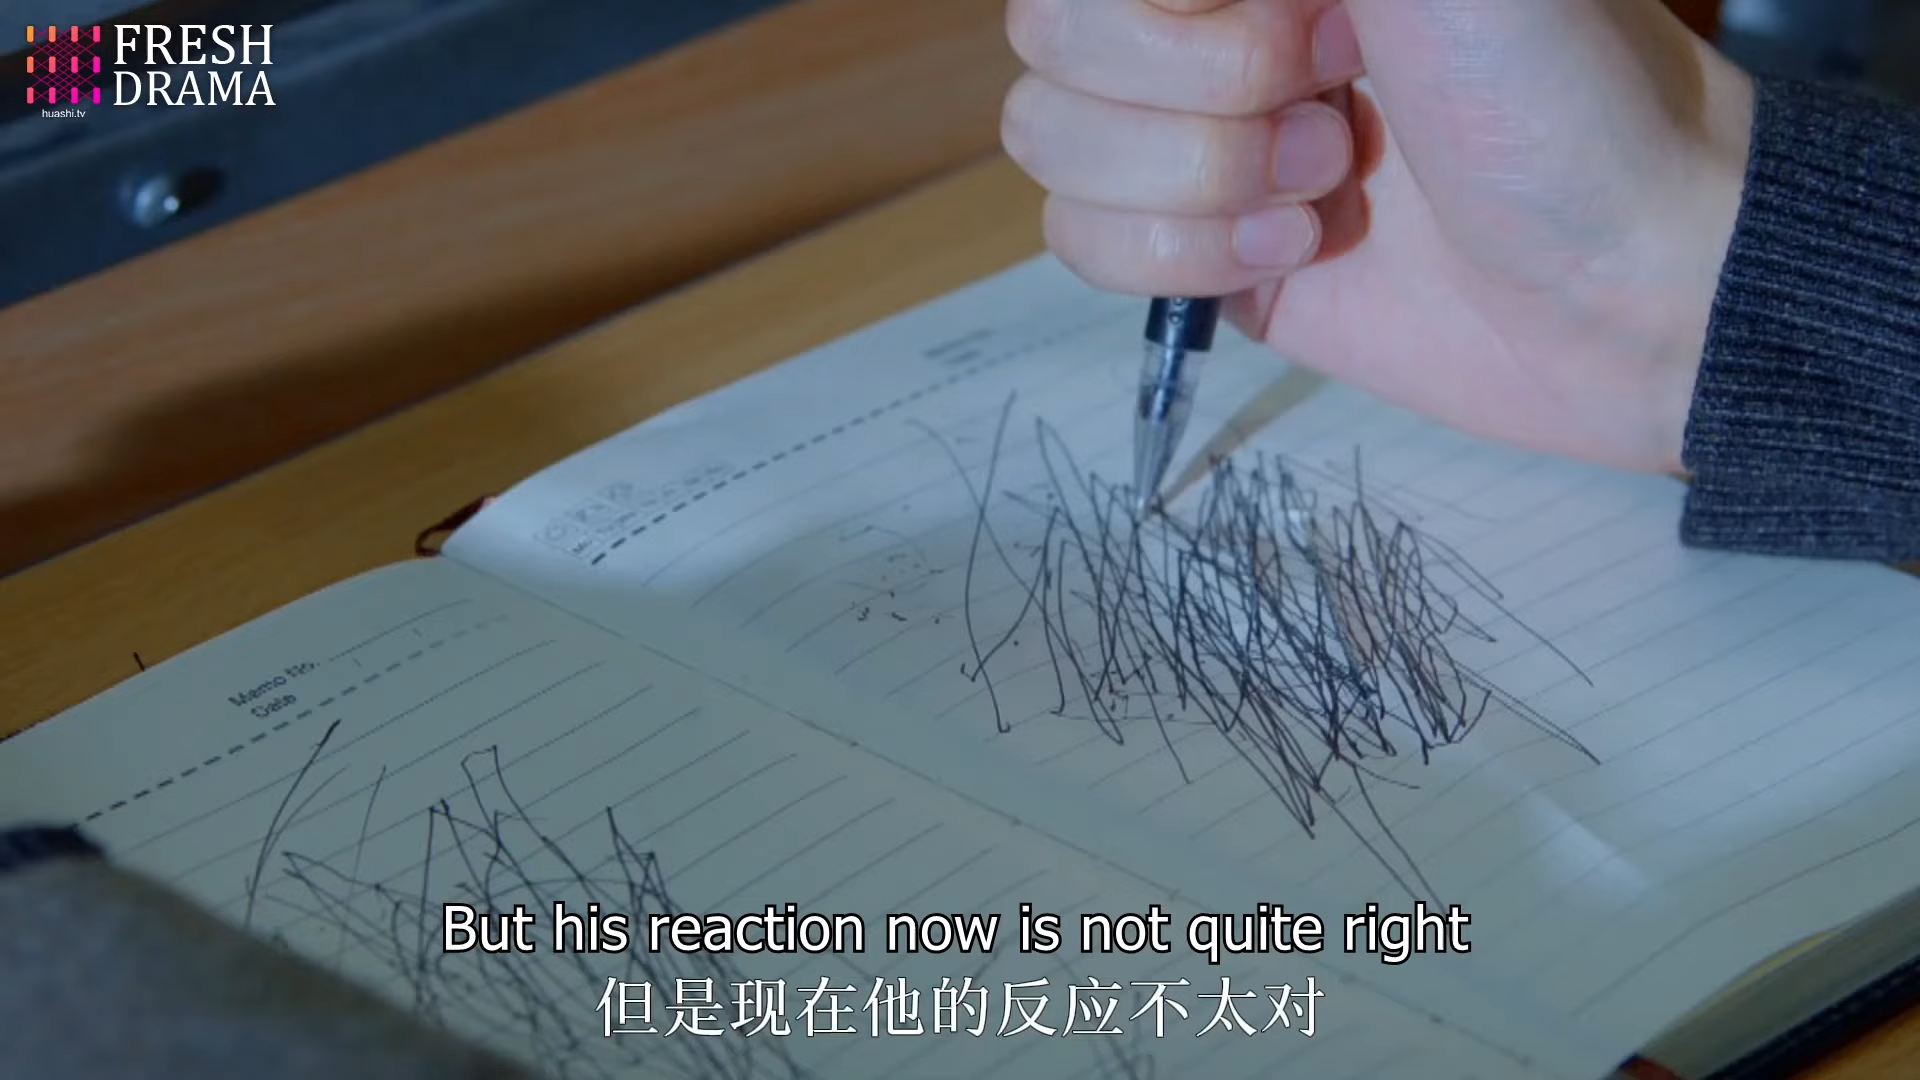 FRESH
DRAMA
huashi.tv
Memo No.
Date
But his reaction now is not quite right
但是现在他的反应不太对